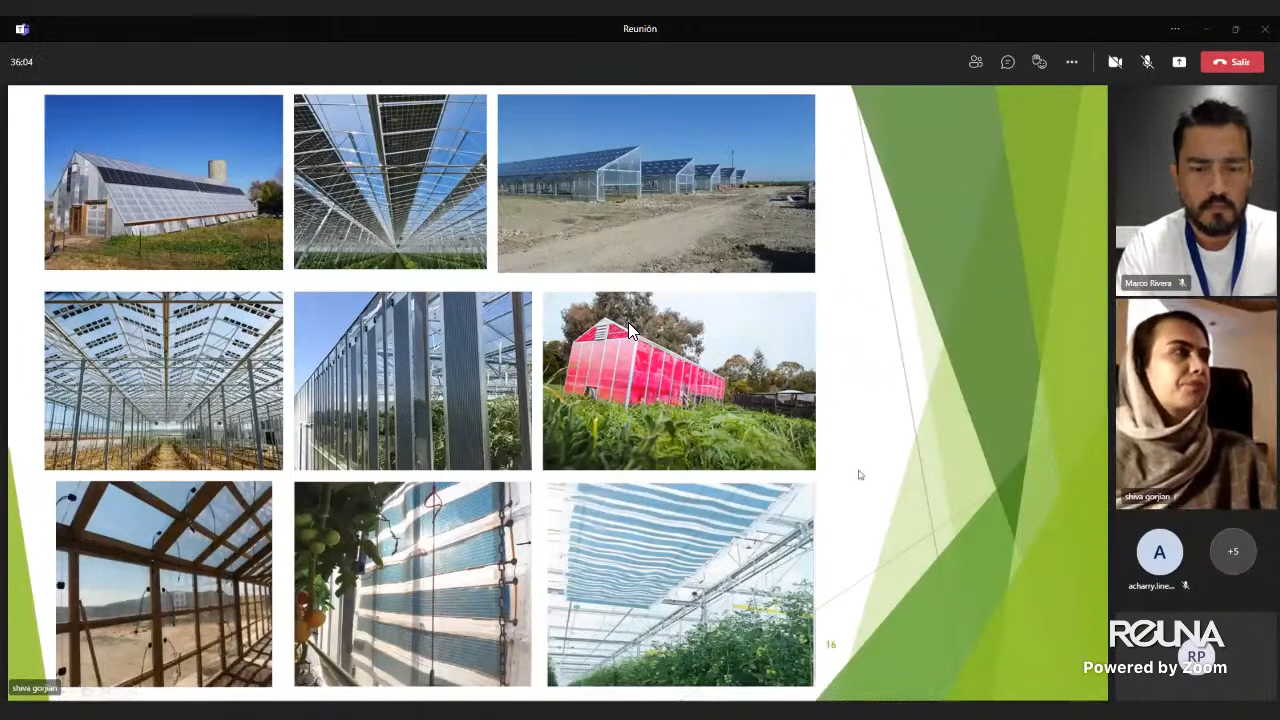 Reunión
36:04
Salir
Marco Rivera
shiva gorjian
A
+5
acharry.line...
16
REUNA
RP
Powered by Zoom
shiva gorjian